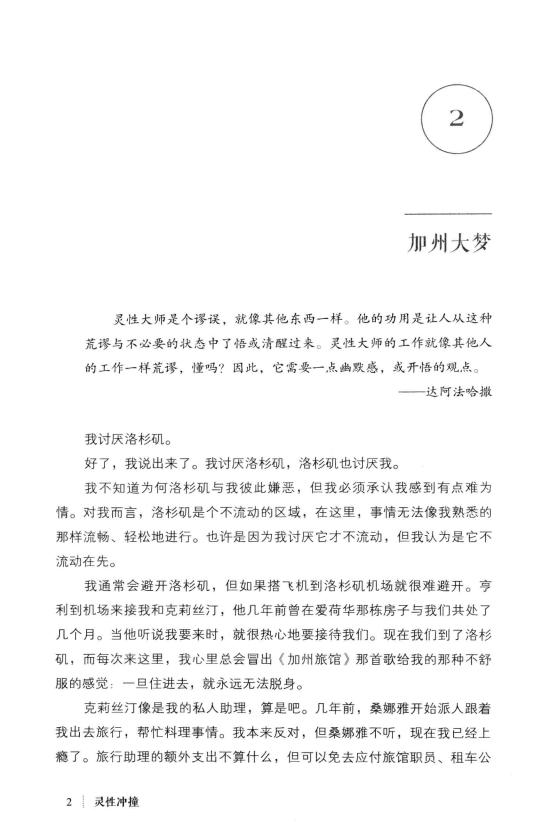 2
加州大梦
灵性大师是个谬误，就像其他东西一样。他的功用是让人从这种
荒谬与不必要的状态中了悟或清醒过来。灵性大师的工作就像其他人
的工作一样荒谬，懂吗？因此，它需要一点幽默感，或开悟的观点。
——达阿法哈撒
我讨厌洛杉矶。
好了，我说出来了。我讨厌洛杉矶，洛杉矶也讨厌我。
我不知道为何洛杉矶与我彼此嫌恶，但我必须承认我感到有点难为
情。对我而言，洛杉矶是个不流动的区域，在这里，事情无法像我熟悉的
那样流畅、轻松地进行。也许是因为我讨厌它才不流动，但我认为是它不
流动在先。
我通常会避开洛杉矶，但如果搭飞机到洛杉矶机场就很难避开。亨
利到机场来接我和克莉丝汀，他几年前曾在爱荷华那栋房子与我们共处了
几个月。当他听说我要来时，就很热心地要接待我们。现在我们到了洛杉
矶，而每次来这里，我心里总会冒出《加州旅馆》那首歌给我的那种不舒
服的感觉：一旦住进去，就永远无法脱身。
克莉丝汀像是我的私人助理，算是吧。几年前，桑娜雅开始派人跟着
我出去旅行，帮忙料理事情。我本来反对，但桑娜雅不听，现在我已经上
瘾了。旅行助理的额外支出不算什么，但可以免去应付旅馆职员、租车公
2 灵性冲撞